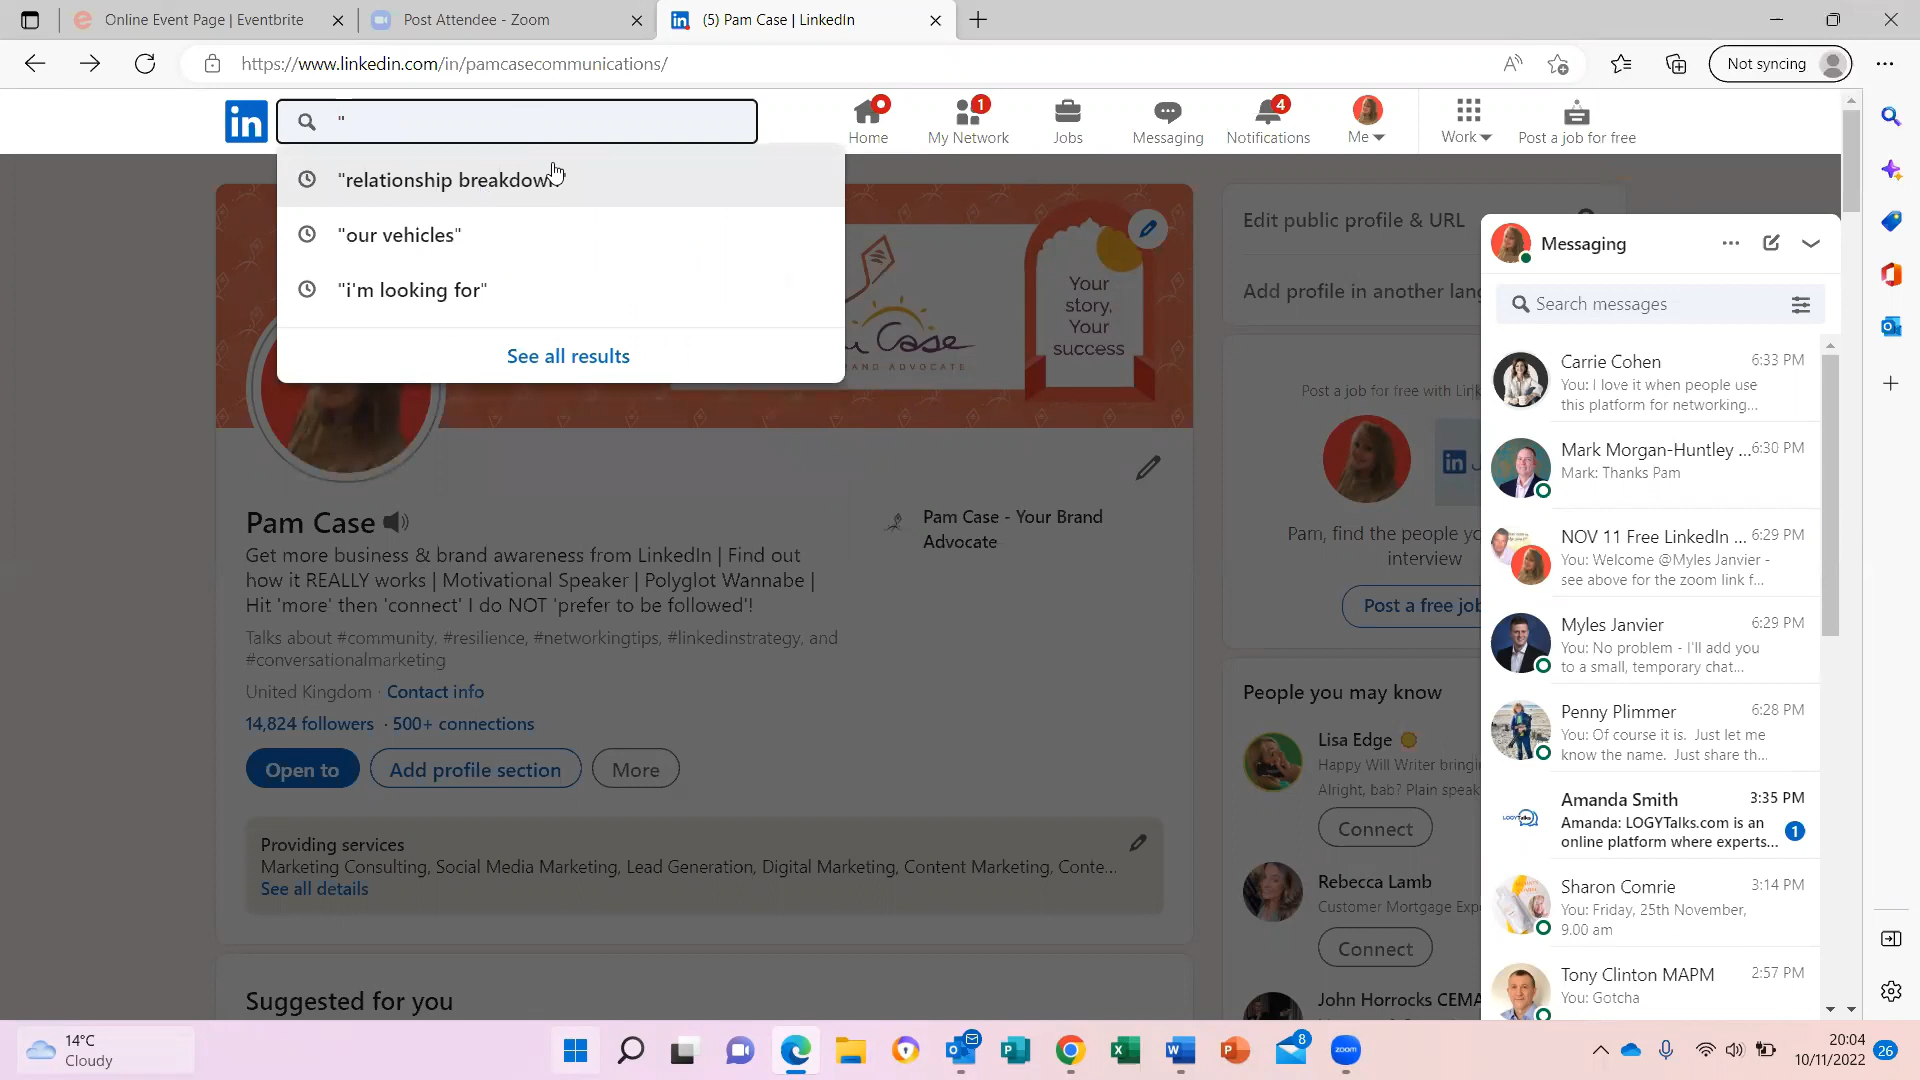 Online Event Page | Eventbrite
Post Attendee - Zoom
(5) Pam Case | LinkedIn
https://www.linkedin.com/in/pamcasecommunications/
Not syncing
in
"
Home
1
My Network
Jobs
Messaging
4
Notifications
Me
Work
Post a job for free
"relationship breakdown
"our vehicles"
"i'm looking for"
See all results
Case
AND ADVOCATE
Your
story,
Your
success
Pam Case
Get more business & brand awareness from LinkedIn | Find out
how it REALLY works | Motivational Speaker | Polyglot Wannabe |
Hit 'more' then 'connect' I do NOT 'prefer to be followed'!
Talks about #community, #resilience, #networkingtips, #linkedinstrategy, and
#conversationalmarketing
United Kingdom · Contact info
14,824 followers · 500+ connections
Open to
Add profile section
More
Pam Case - Your Brand
Advocate
Providing services
Marketing Consulting, Social Media Marketing, Lead Generation, Digital Marketing, Content Marketing, Conte...
See all details
Suggested for you
Edit public profile & URL
Add profile in another lan
Post a job for free with Lin
in
Pam, find the people yo
interview
Post a free job
People you may know
Lisa Edge
Happy Will Writer bringi
Alright, bab? Plain speak
Connect
Rebecca Lamb
Customer Mortgage Exp
Connect
John Horrocks CEMA
Messaging
Search messages
Carrie Cohen
6:33 PM
You: I love it when people use
this platform for networking...
Mark Morgan-Huntley ...
6:30 PM
Mark: Thanks Pam
NOV 11 Free LinkedIn ...
6:29 PM
You: Welcome @Myles Janvier -
see above for the zoom link f...
Myles Janvier
6:29 PM
You: No problem - I'll add you
to a small, temporary chat...
Penny Plimmer
6:28 PM
You: Of course it is. Just let me
know the name. Just share th...
LOGYTalks
Amanda Smith
3:35 PM
Amanda: LOGYTalks.com is an
online platform where experts...
1
Sharon Comrie
3:14 PM
You: Friday, 25th November,
9.00 am
Tony Clinton MAPM
2:57 PM
You: Gotcha
14°C
Cloudy
8
zoom
20:04
10/11/2022
26